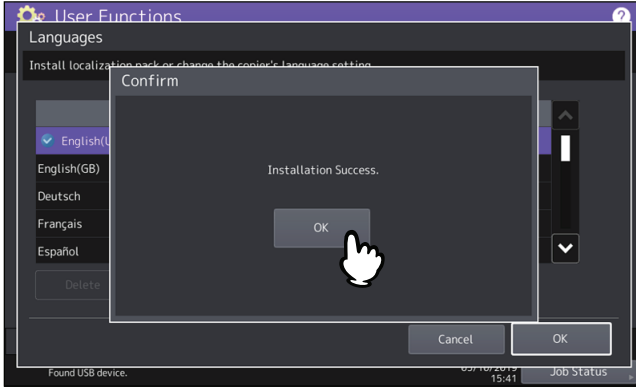 User Functions
?
Languages
Install localization pack or change the copier's language setting
Confirm
English(U
English(GB)
Deutsch
Français
Español
Installation Success.
OK
Delete
Cancel
OK
Found USB device.
15:41
Job Status